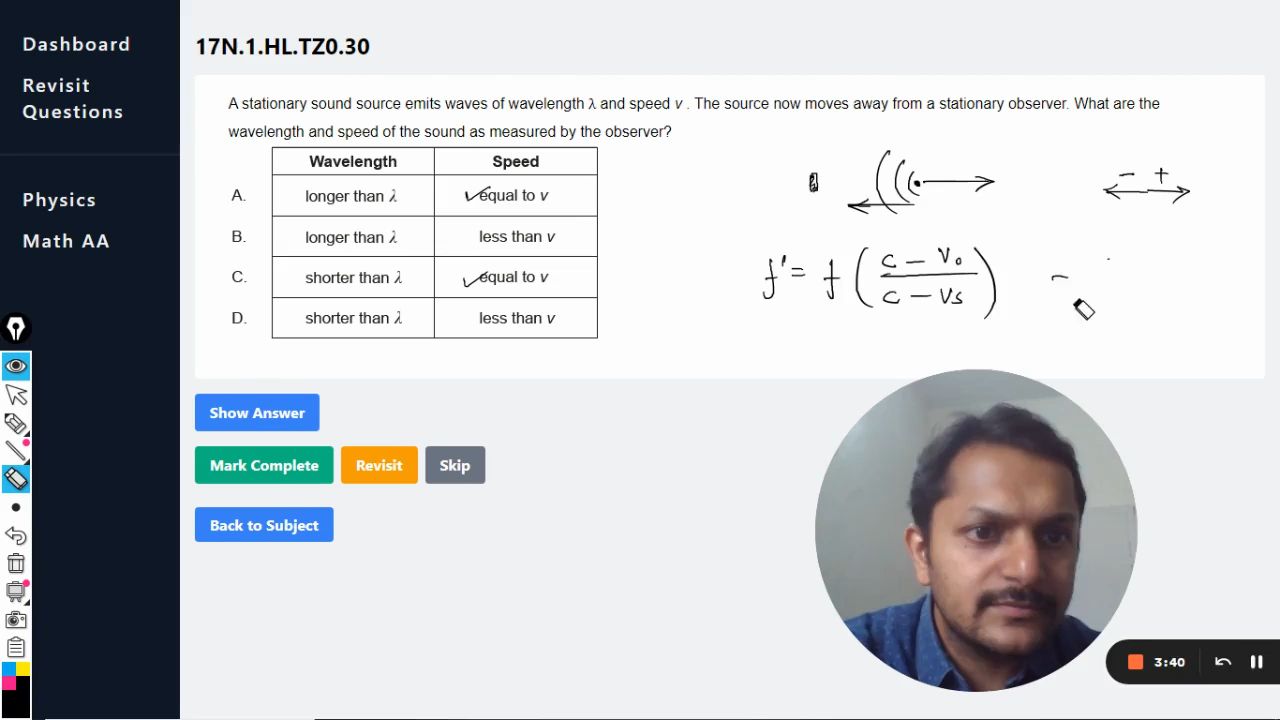 Dashboard
Revisit
Questions
Physics
Math AA
17N.1.HL.TZ0.30
A stationary sound source emits waves of wavelength λ and speed v . The source now moves away from a stationary observer. What are the
wavelength and speed of the sound as measured by the observer?
Wavelength Speed
A. longer than λ equal to v
B. longer than λ less than v
C. shorter than λ equal to v
D. shorter than λ less than v
− +
f' = f ( c − v₀ / c − vs ) −
Show Answer
Mark Complete Revisit Skip
Back to Subject
3:40